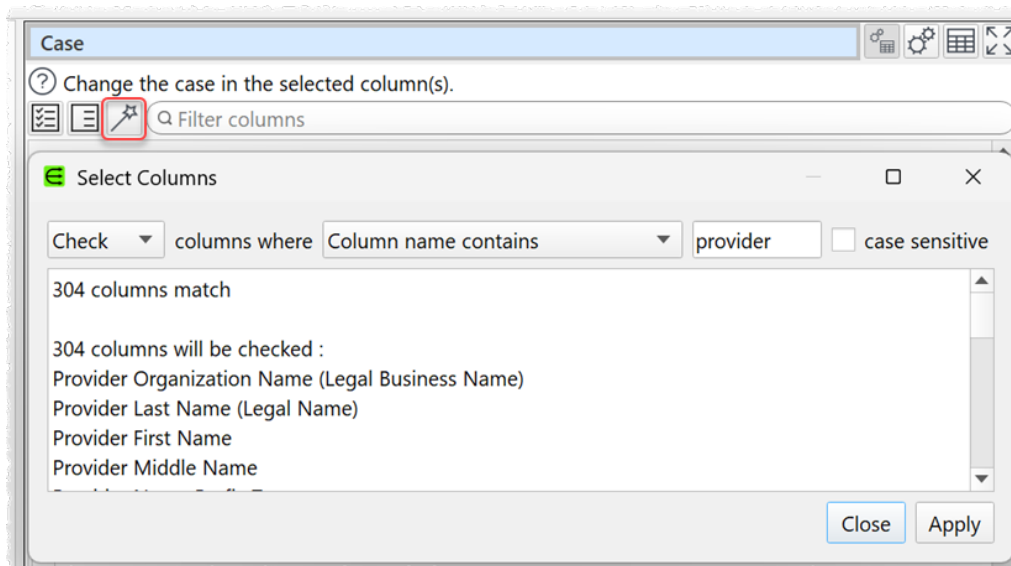 Case
? Change the case in the selected column(s).
Filter columns
Select Columns
Check columns where Column name contains provider case sensitive
304 columns match
304 columns will be checked :
Provider Organization Name (Legal Business Name)
Provider Last Name (Legal Name)
Provider First Name
Provider Middle Name
Close Apply